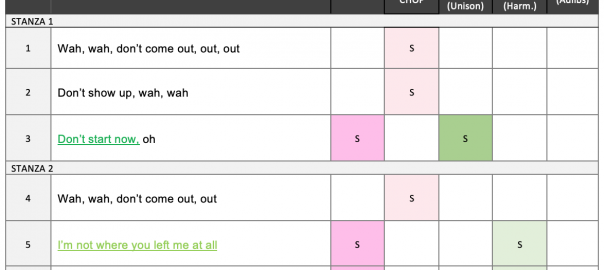 CHOP (Unison) (Harm.) (Adlibs)
STANZA 1
1 Wah, wah, don't come out, out, out S
2 Don't show up, wah, wah S
3 Don't start now, oh S S
STANZA 2
4 Wah, wah, don't come out, out S
5 I'm not where you left me at all S S